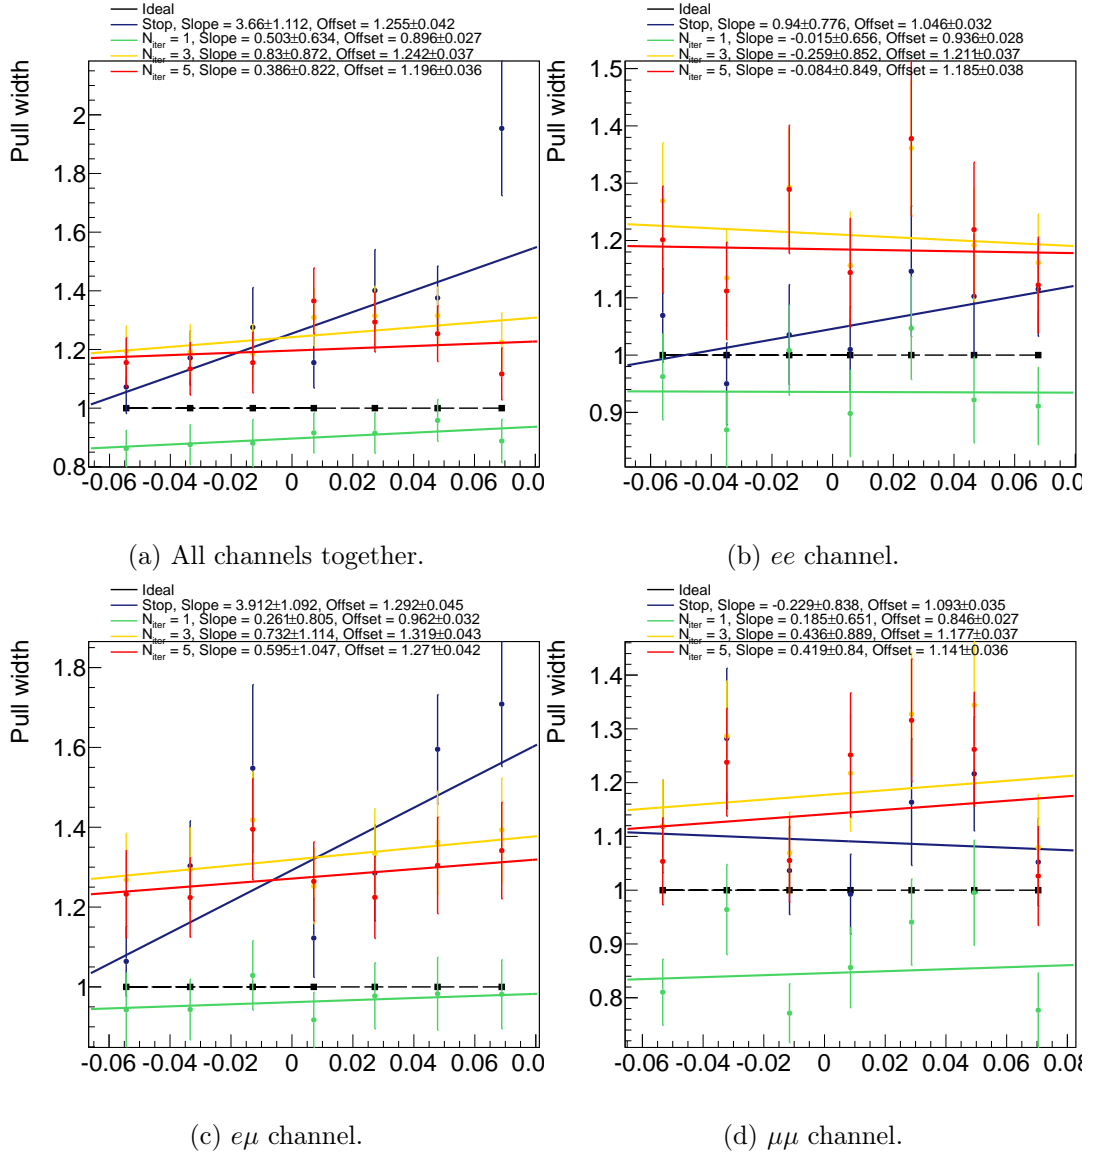 Ideal
Stop, Slope = 3.66±1.112, Offset = 1.255±0.042
N_iter = 1, Slope = 0.503±0.634, Offset = 0.896±0.027
N_iter = 3, Slope = 0.83±0.872, Offset = 1.242±0.037
N_iter = 5, Slope = 0.386±0.822, Offset = 1.196±0.036
Pull width
2
1.8
1.6
1.4
1.2
1
0.8
-0.06 -0.04 -0.02 0 0.02 0.04 0.06 0.0
(a) All channels together.
Ideal
Stop, Slope = 0.94±0.776, Offset = 1.046±0.032
N_iter = 1, Slope = -0.015±0.656, Offset = 0.936±0.028
N_iter = 3, Slope = -0.259±0.852, Offset = 1.211±0.037
N_iter = 5, Slope = -0.084±0.849, Offset = 1.185±0.038
Pull width
1.5
1.4
1.3
1.2
1.1
1
0.9
-0.06 -0.04 -0.02 0 0.02 0.04 0.06 0.0
(b) ee channel.
Ideal
Stop, Slope = 3.912±1.092, Offset = 1.292±0.045
N_iter = 1, Slope = 0.261±0.805, Offset = 0.962±0.032
N_iter = 3, Slope = 0.732±1.114, Offset = 1.319±0.043
N_iter = 5, Slope = 0.595±1.047, Offset = 1.271±0.042
Pull width
1.8
1.6
1.4
1.2
1
-0.06 -0.04 -0.02 0 0.02 0.04 0.06 0.0
(c) eμ channel.
Ideal
Stop, Slope = -0.229±0.838, Offset = 1.093±0.035
N_iter = 1, Slope = 0.185±0.651, Offset = 0.846±0.027
N_iter = 3, Slope = 0.436±0.889, Offset = 1.177±0.037
N_iter = 5, Slope = 0.419±0.84, Offset = 1.141±0.036
Pull width
1.4
1.3
1.2
1.1
1
0.9
0.8
-0.06 -0.04 -0.02 0 0.02 0.04 0.06 0.08
(d) μμ channel.